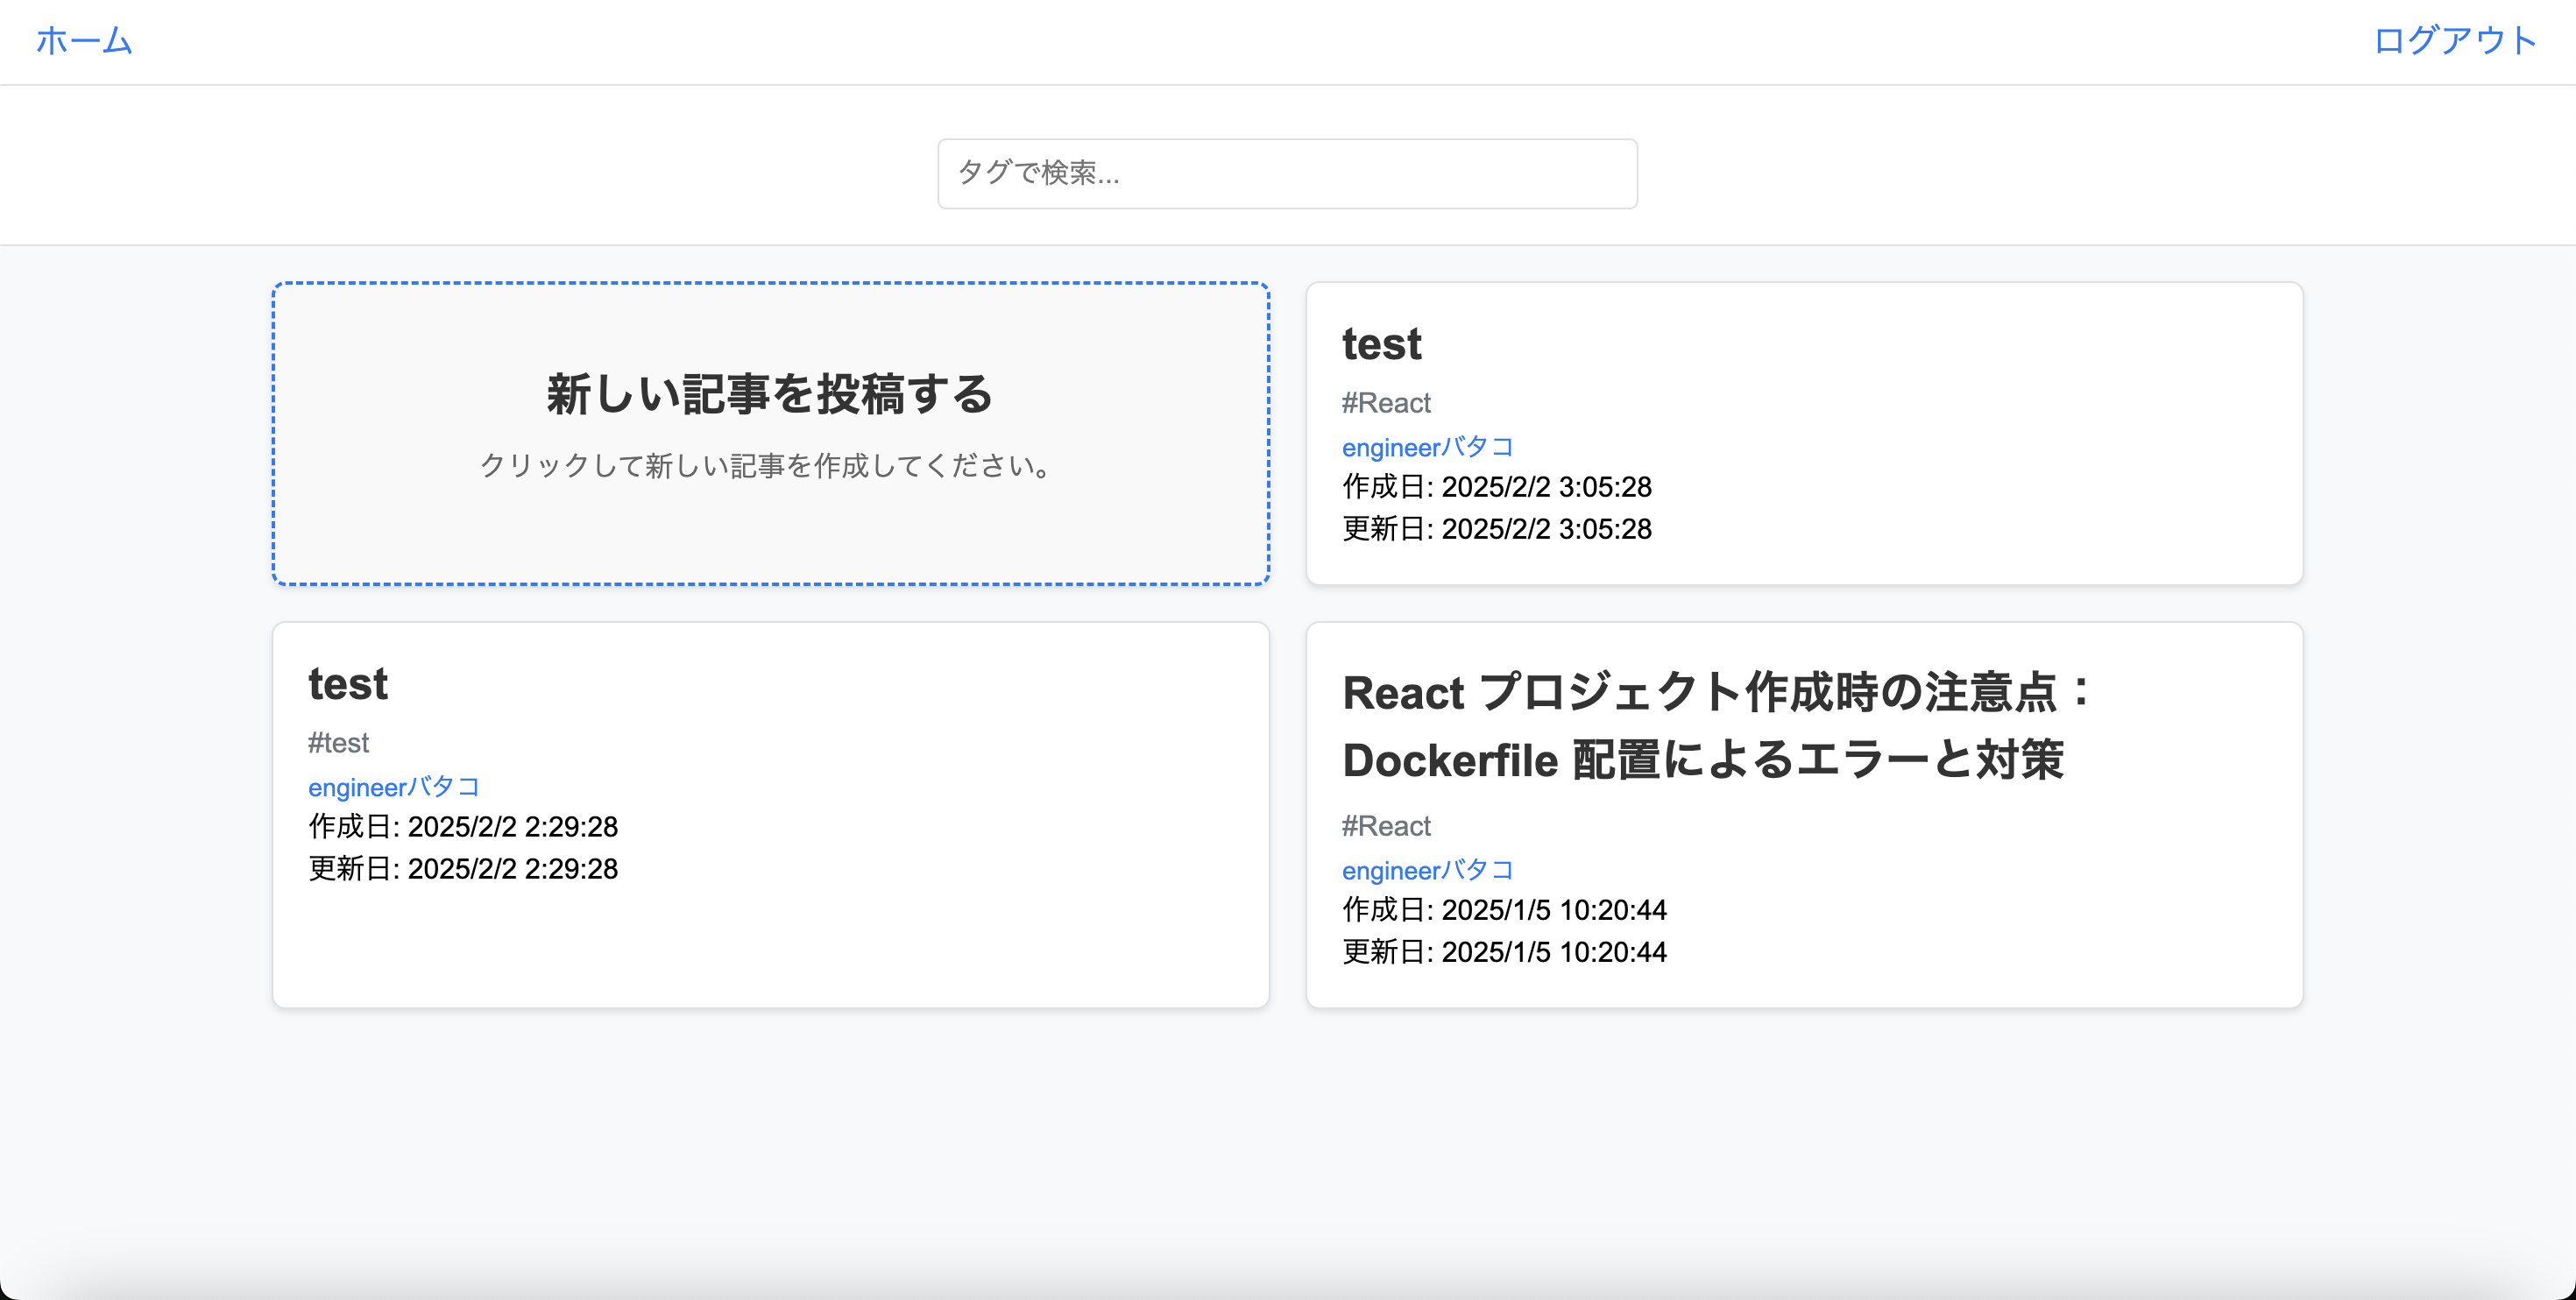 ホーム
ログアウト
タグで検索...
新しい記事を投稿する
クリックして新しい記事を作成してください。
test
#React
engineerバタコ
作成日: 2025/2/2 3:05:28
更新日: 2025/2/2 3:05:28
test
#test
engineerバタコ
作成日: 2025/2/2 2:29:28
更新日: 2025/2/2 2:29:28
React プロジェクト作成時の注意点：
Dockerfile 配置によるエラーと対策
#React
engineerバタコ
作成日: 2025/1/5 10:20:44
更新日: 2025/1/5 10:20:44